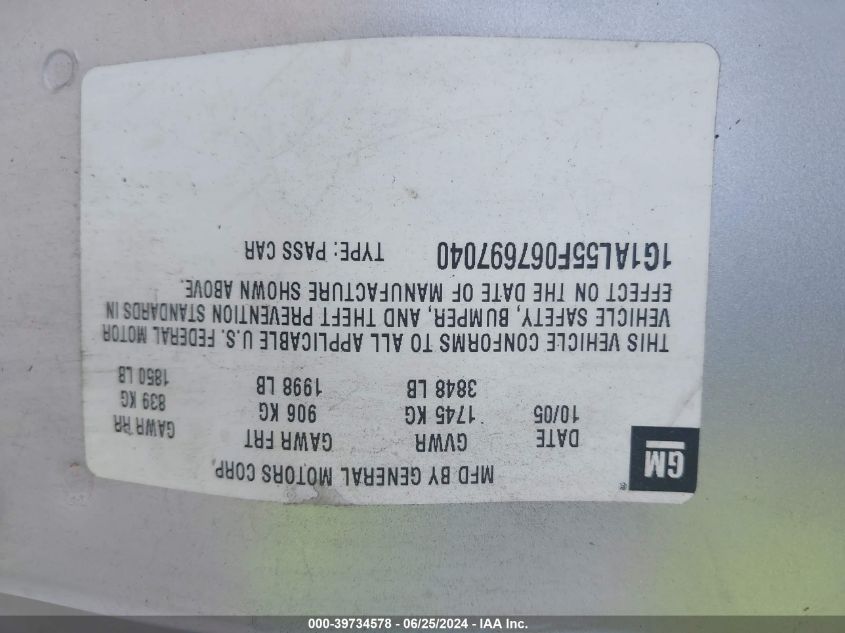 MFD BY GENERAL MOTORS CORP.
GM®
DATE GVWR GAWR FRT GAWR RR
10/05 1745 KG 906 KG 839 KG
3848 LB 1998 LB 1850 LB
THIS VEHICLE CONFORMS TO ALL APPLICABLE U.S. FEDERAL MOTOR
VEHICLE SAFETY, BUMPER, AND THEFT PREVENTION STANDARDS IN
EFFECT ON THE DATE OF MANUFACTURE SHOWN ABOVE.
1G1AL55F067697040 TYPE: PASS CAR
000-39734578 - 06/25/2024 - IAA Inc.